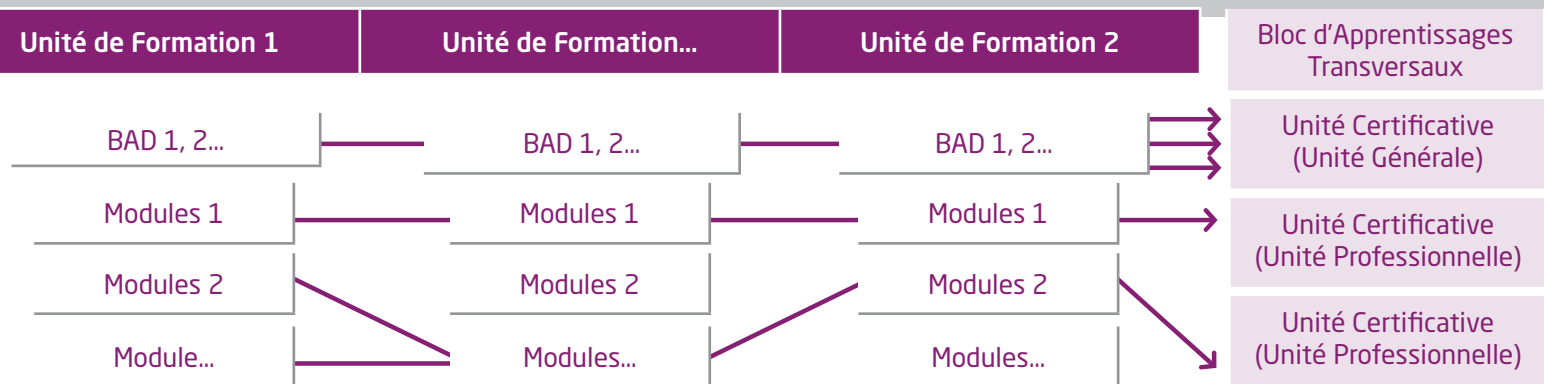 Unité de Formation 1
Unité de Formation...
Unité de Formation 2
Bloc d'Apprentissages
Transversaux
BAD 1, 2...
BAD 1, 2...
BAD 1, 2...
Unité Certificative
(Unité Générale)
Modules 1
Modules 1
Modules 1
Unité Certificative
(Unité Professionnelle)
Modules 2
Modules 2
Modules 2
Module...
Modules...
Modules...
Unité Certificative
(Unité Professionnelle)